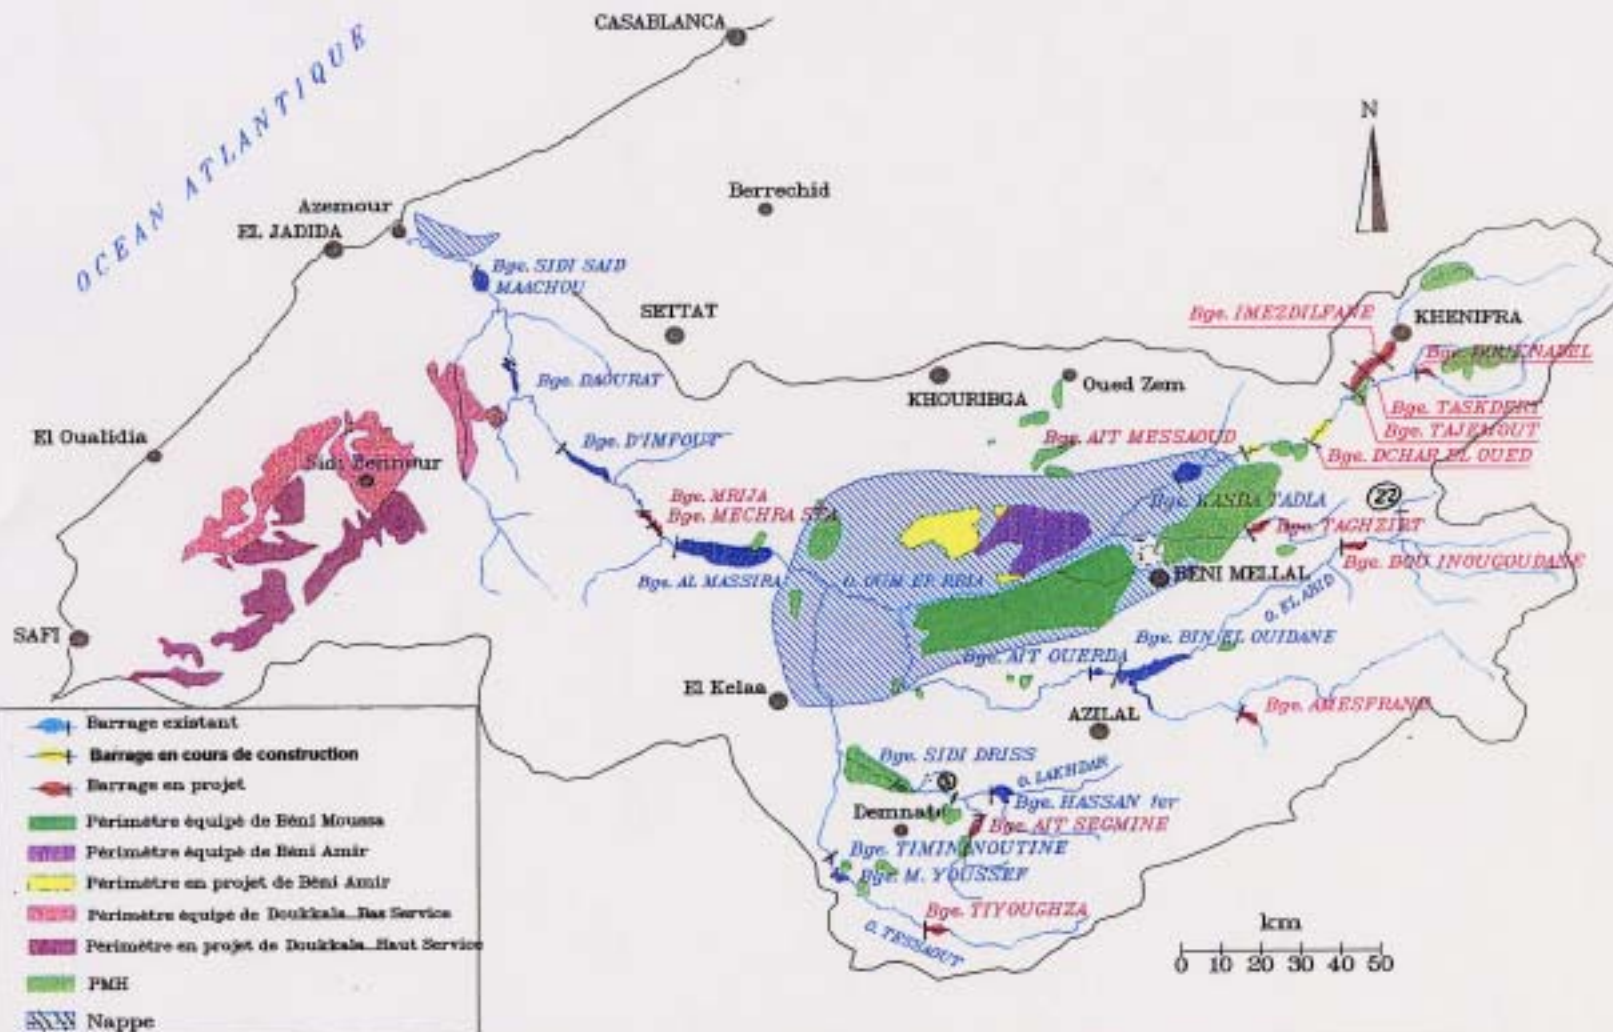 CASABLANCA
OCEAN ATLANTIQUE
N
Berrechid
Azemour
EL JADIDA
Bge. SIDI SAID
MAACHOU
SETTAT
Bge. IMEZDILFANE
KHENIFRA
Bge. DAOURAT
KHOURIBGA
Oued Zem
Bge. TASKDERT
Bge. TAJEMOUT
Bge. DCHAR EL OUED
El Oualidia
Bge. D'IMFOUT
Bge. AIT MESSAOUD
Sidi Bennour
Bge. MRIJA
Bge. MECHRA
Bge. KASBA TADLA
22
Bge. TAGHZIRT
Bge. BOU INOUGOUDANE
Bge. AL MASSIRA
O. OUM ER RBIA
BENI MELLAL
O. EL ABID
SAFI
Bge. BIN EL OUIDANE
Bge. AIT OUERDA
El Kelaa
AZILAL
Bge. AMESFRANE
Barrage existant
Barrage en cours de construction
Barrage en projet
Périmètre équipé de Béni Moussa
Périmètre équipé de Béni Amir
Périmètre en projet de Béni Amir
Périmètre équipé de Doukkala_Bas Service
Périmètre en projet de Doukkala_Haut Service
PMH
Nappe
Bge. SIDI DRISS
O. LAKHDAR
Bge. HASSAN 1er
Demnate
Bge. AIT SEGMINE
Bge. TIMINNOUTINE
Bge. M. YOUSSEF
Bge. TIYOUGHZA
O. TESSAOUT
km
0 10 20 30 40 50